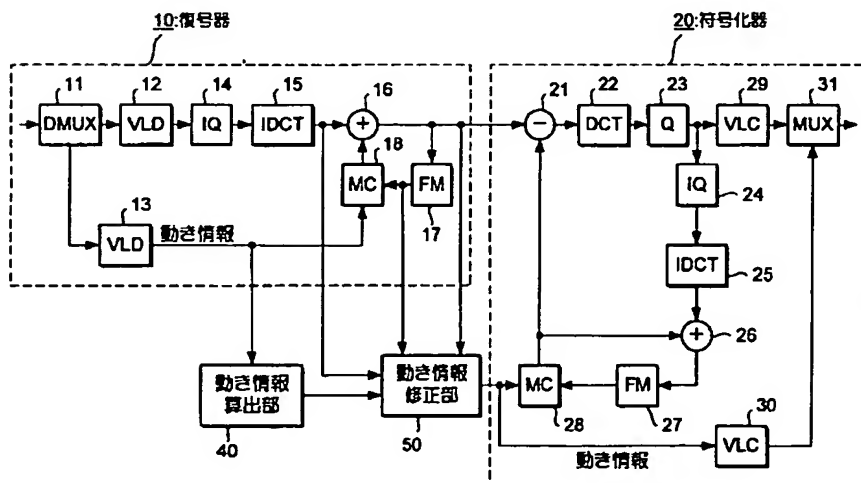 10:復号器
20:符号化器
11 12 14 15 16 21 22 23 29 31
DMUX VLD IQ IDCT + − DCT Q VLC MUX
18
MC FM
17
13
VLD 動き情報
IQ
24
IDCT
25
+ 26
動き情報
算出部
40
動き情報
修正部
50
MC FM
28 27
30
VLC
動き情報